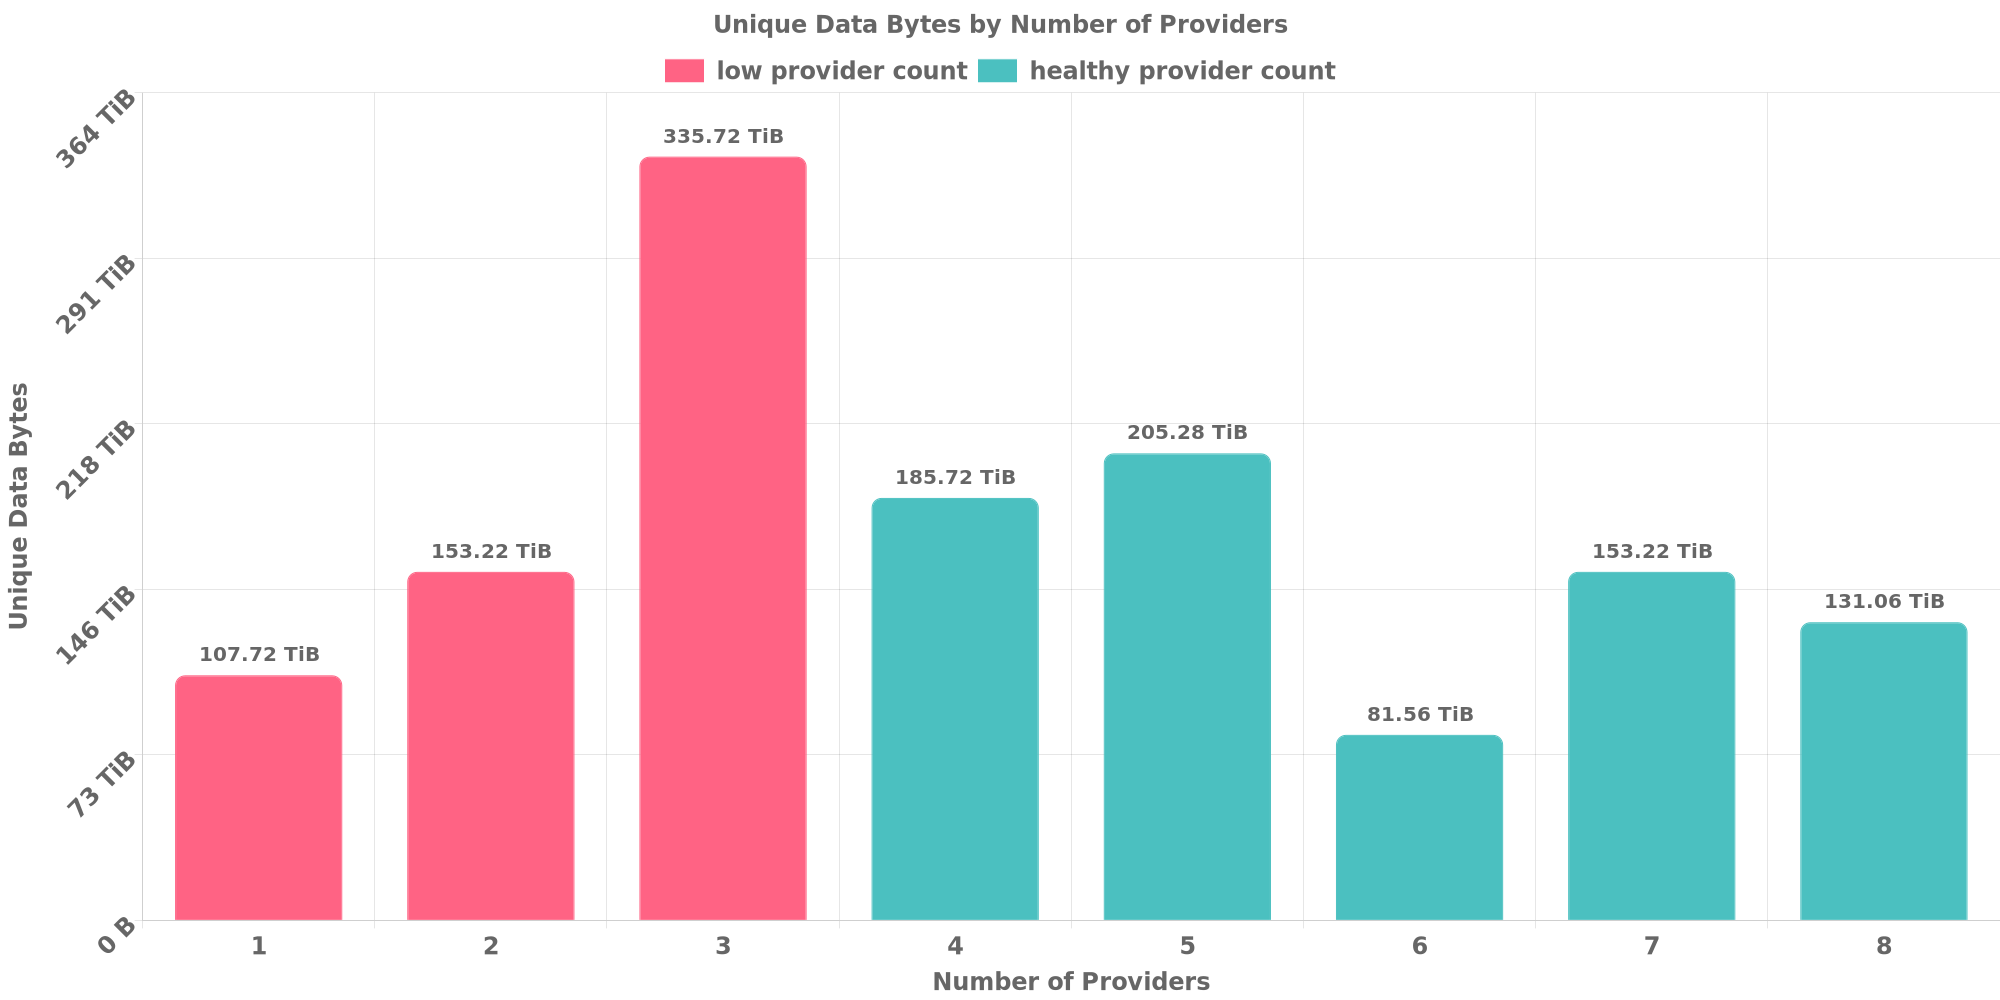 Unique Data Bytes by Number of Providers
low provider count healthy provider count
364 TiB
291 TiB
218 TiB
146 TiB
73 TiB
0 B
Unique Data Bytes
107.72 TiB
153.22 TiB
335.72 TiB
185.72 TiB
205.28 TiB
81.56 TiB
153.22 TiB
131.06 TiB
1 2 3 4 5 6 7 8
Number of Providers